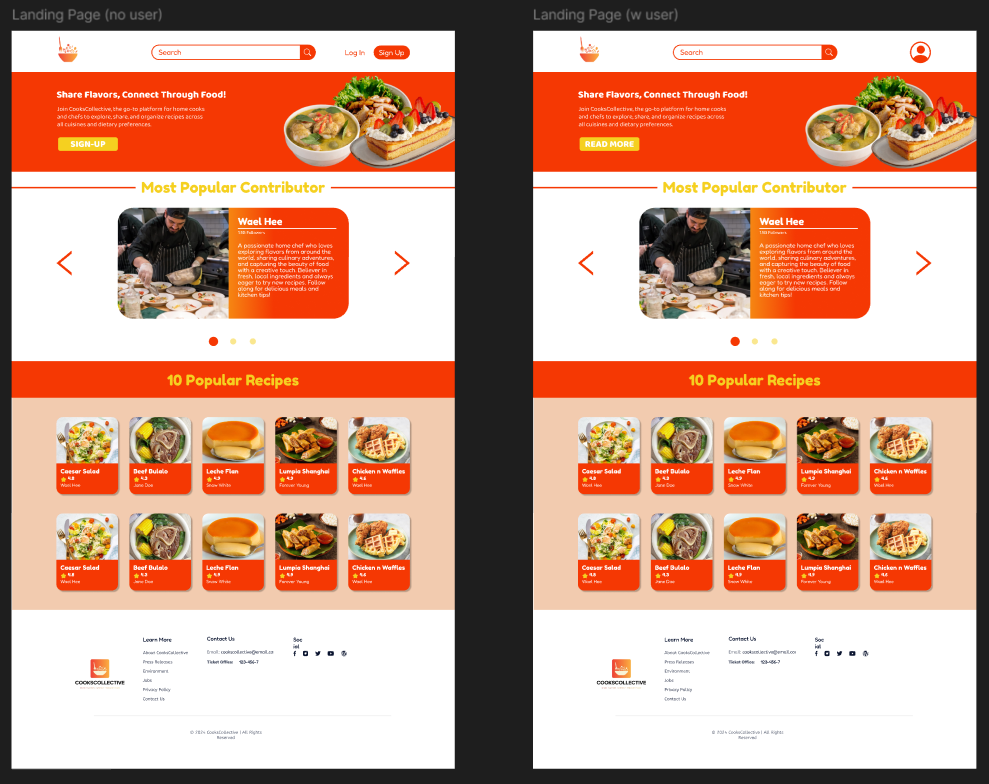 Landing Page (no user)
Search
Log In
Sign Up
Share Flavors, Connect Through Food!
Join CooksCollective, the go-to platform for home cooks
and chefs to explore, share, and organize recipes across
all cuisines and dietary preferences.
SIGN-UP
Most Popular Contributor
Wael Hee
A passionate home chef who loves
exploring flavors from around the
world, sharing culinary adventures,
and capturing the beauty of food
with a creative touch. Believer in
fresh, local ingredients and always
eager to try new recipes. Follow
along for delicious meals and
kitchen tips!
10 Popular Recipes
Caesar Salad
4.8
Wael Hee
Beef Bulalo
4.3
Jane Doe
Leche Flan
4.9
Snow White
Lumpia Shanghai
4.9
Forever Young
Chicken n Waffles
4.6
Wael Hee
Caesar Salad
4.8
Wael Hee
Beef Bulalo
4.3
Jane Doe
Leche Flan
4.9
Snow White
Lumpia Shanghai
4.9
Forever Young
Chicken n Waffles
4.6
Wael Hee
COOKSCOLLECTIVE
Learn More
About CooksCollective
Press Releases
Environment
Jobs
Privacy Policy
Contact Us
Contact Us
Email: cookscollective@email.co
Ticket Office: 123-456-7
Soc
ial
© 2024 CooksCollective | All Rights
Reserved
Landing Page (w user)
Search
Share Flavors, Connect Through Food!
Join CooksCollective, the go-to platform for home cooks
and chefs to explore, share, and organize recipes across
all cuisines and dietary preferences.
READ MORE
Most Popular Contributor
Wael Hee
A passionate home chef who loves
exploring flavors from around the
world, sharing culinary adventures,
and capturing the beauty of food
with a creative touch. Believer in
fresh, local ingredients and always
eager to try new recipes. Follow
along for delicious meals and
kitchen tips!
10 Popular Recipes
Caesar Salad
4.8
Wael Hee
Beef Bulalo
4.3
Jane Doe
Leche Flan
4.9
Snow White
Lumpia Shanghai
4.9
Forever Young
Chicken n Waffles
4.6
Wael Hee
Caesar Salad
4.8
Wael Hee
Beef Bulalo
4.3
Jane Doe
Leche Flan
4.9
Snow White
Lumpia Shanghai
4.9
Forever Young
Chicken n Waffles
4.6
Wael Hee
COOKSCOLLECTIVE
Learn More
About CooksCollective
Press Releases
Environment
Jobs
Privacy Policy
Contact Us
Contact Us
Email: cookscollective@email.co
Ticket Office: 123-456-7
Soc
ial
© 2024 CooksCollective | All Rights
Reserved